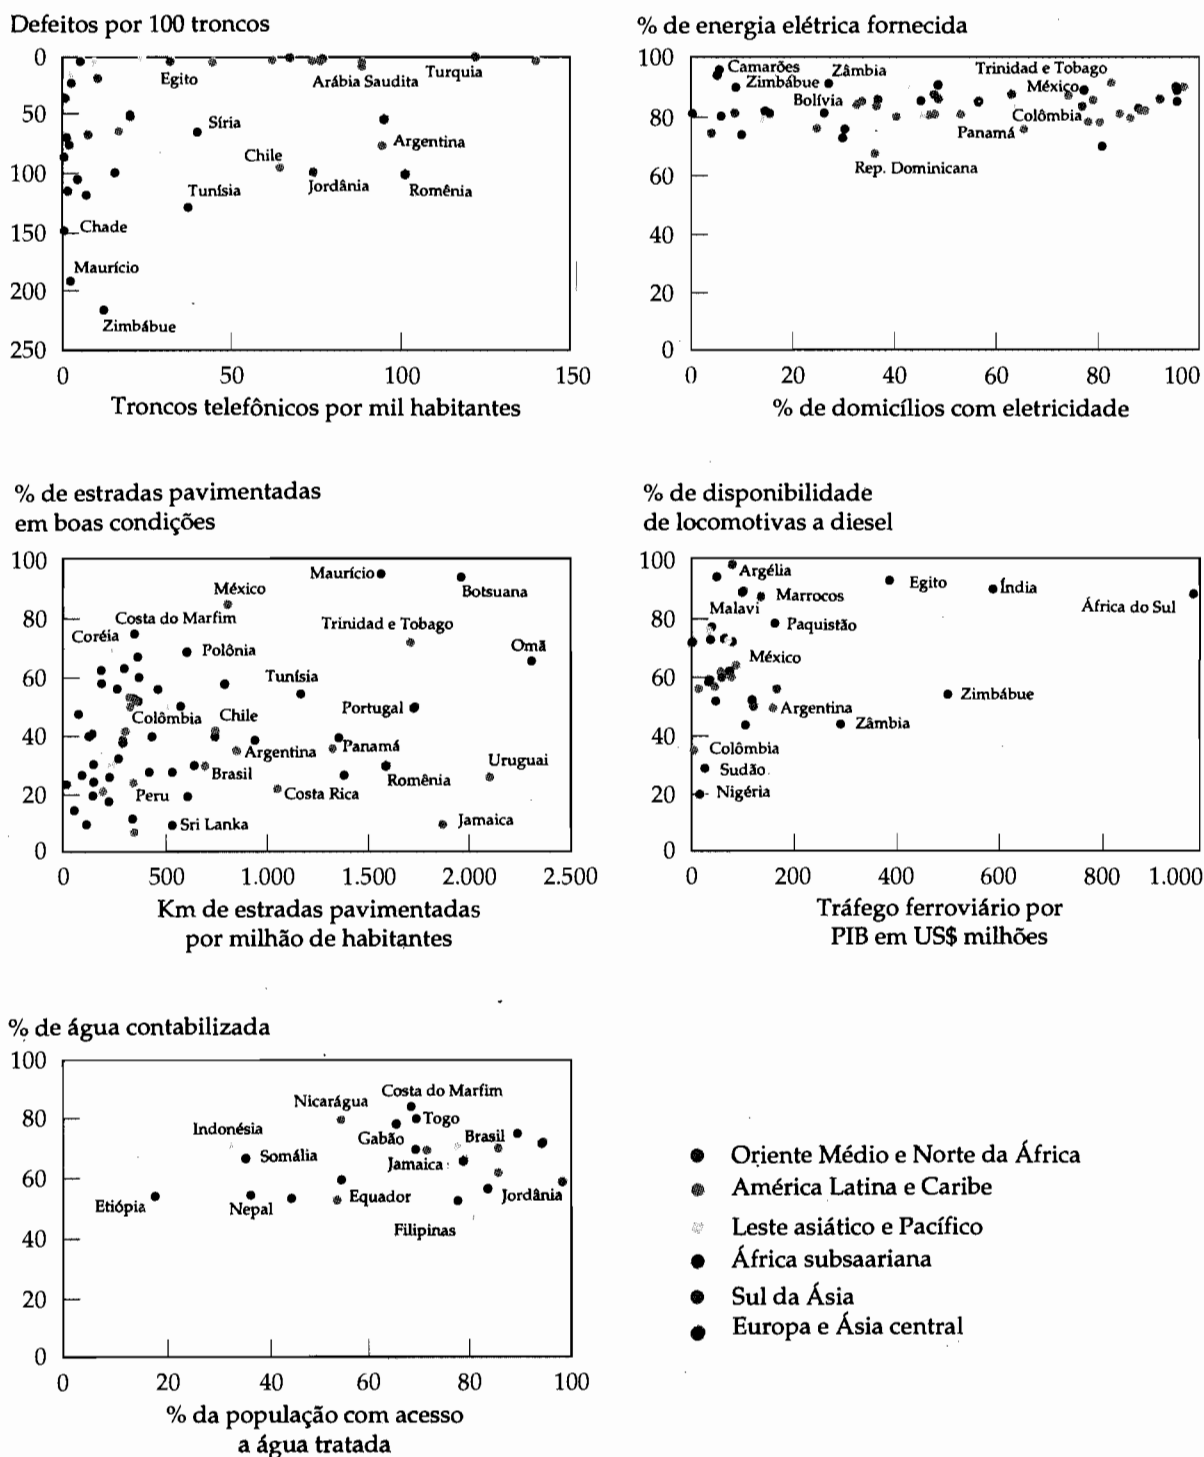 Defeitos por 100 troncos
0
50
100
150
200
250
Egito
Arábia Saudita
Turquia
Síria
Argentina
Chile
Jordânia
Romênia
Tunísia
Chade
Maurício
Zimbábue
0 50 100 150
Troncos telefônicos por mil habitantes
% de energia elétrica fornecida
100
80
60
40
20
0
Camarões
Zimbábue
Zâmbia
Bolívia
Trinidad e Tobago
México
Colômbia
Panamá
Rep. Dominicana
0 20 40 60 80 100
% de domicílios com eletricidade
% de estradas pavimentadas
em boas condições
100
80
60
40
20
0
Maurício
Botsuana
México
Costa do Marfim
Coréia
Trinidad e Tobago
Polônia
Omã
Tunísia
Portugal
Colômbia
Chile
Argentina
Panamá
Uruguai
Brasil
Romênia
Peru
Costa Rica
Sri Lanka
Jamaica
0 500 1.000 1.500 2.000 2.500
Km de estradas pavimentadas
por milhão de habitantes
% de disponibilidade
de locomotivas a diesel
100
80
60
40
20
0
Argélia
Egito
Índia
Marrocos
África do Sul
Malavi
Paquistão
México
Zimbábue
Argentina
Zâmbia
Colômbia
Sudão
Nigéria
0 200 400 600 800 1.000
Tráfego ferroviário por
PIB em US$ milhões
% de água contabilizada
100
80
60
40
20
0
Costa do Marfim
Nicarágua
Togo
Indonésia
Gabão
Brasil
Somália
Jamaica
Etiópia
Nepal
Equador
Jordânia
Filipinas
0 20 40 60 80 100
% da população com acesso
a água tratada
Oriente Médio e Norte da África
América Latina e Caribe
Leste asiático e Pacífico
África subsaariana
Sul da Ásia
Europa e Ásia central